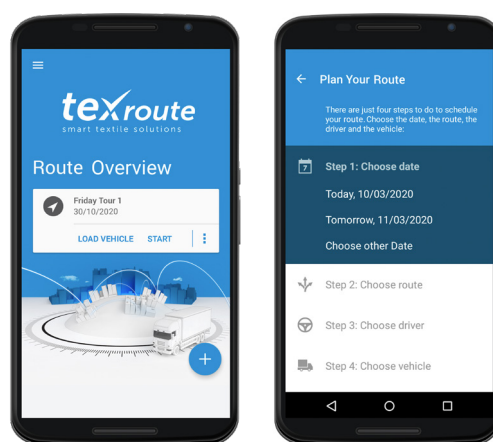 texroute
smart textile solutions
Route Overview
Friday Tour 1
30/10/2020
LOAD VEHICLE START
Plan Your Route
There are just four steps to do to schedule
your route. Choose the date, the route, the
driver and the vehicle:
7
Step 1: Choose date
Today, 10/03/2020
Tomorrow, 11/03/2020
Choose other Date
Step 2: Choose route
Step 3: Choose driver
Step 4: Choose vehicle